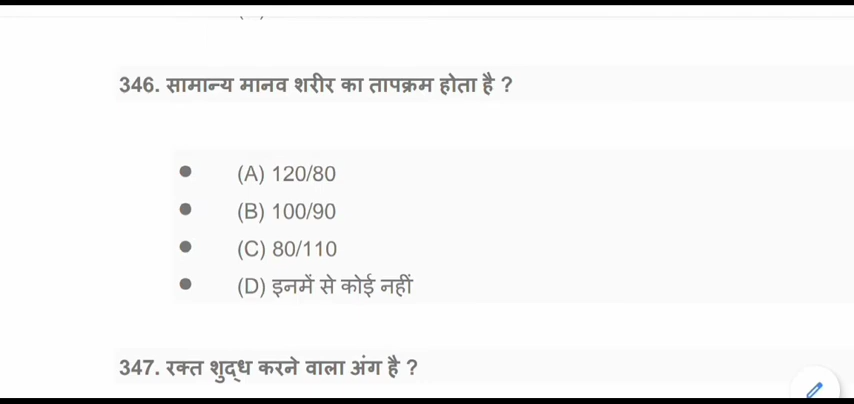 346. सामान्य मानव शरीर का तापक्रम होता है ?
(A) 120/80
(B) 100/90
(C) 80/110
(D) इनमें से कोई नहीं
347. रक्त शुद्ध करने वाला अंग है ?